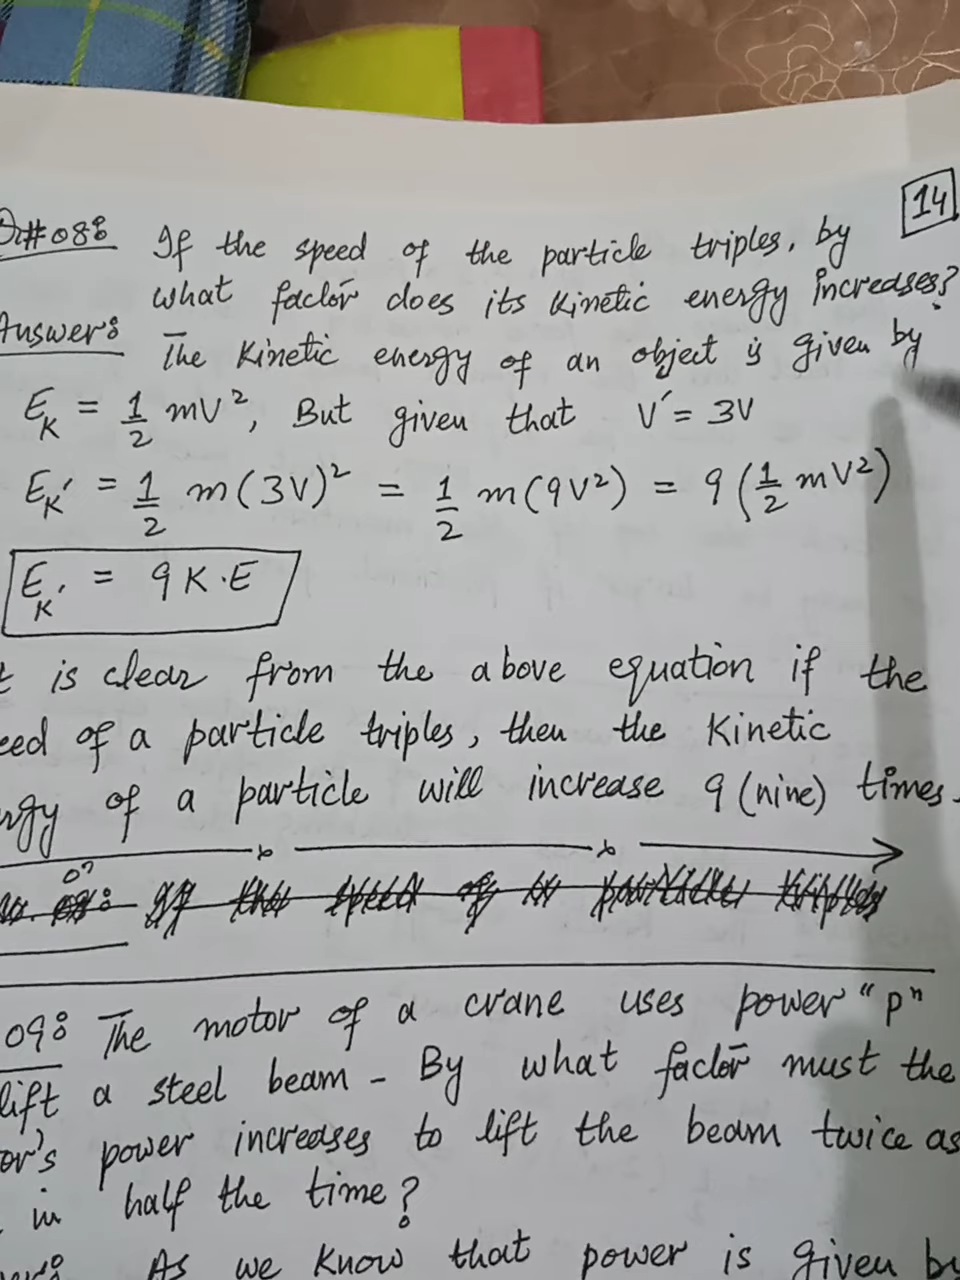 14
Q#08: If the speed of the particle triples, by
what factor does its Kinetic energy increases?
Answer: The Kinetic energy of an object is given by
E_K = 1/2 mV², But given that V′ = 3V
E_K′ = 1/2 m(3V)² = 1/2 m(9V²) = 9(1/2 mV²)
E_K′ = 9K.E
t is clear from the above equation if the
eed of a particle triples, then the Kinetic
rgy of a particle will increase 9 (nine) times.
09: The motor of a crane uses power "P"
lift a steel beam - By what factor must the
or's power increases to lift the beam twice as
in half the time?
As we know that power is given by